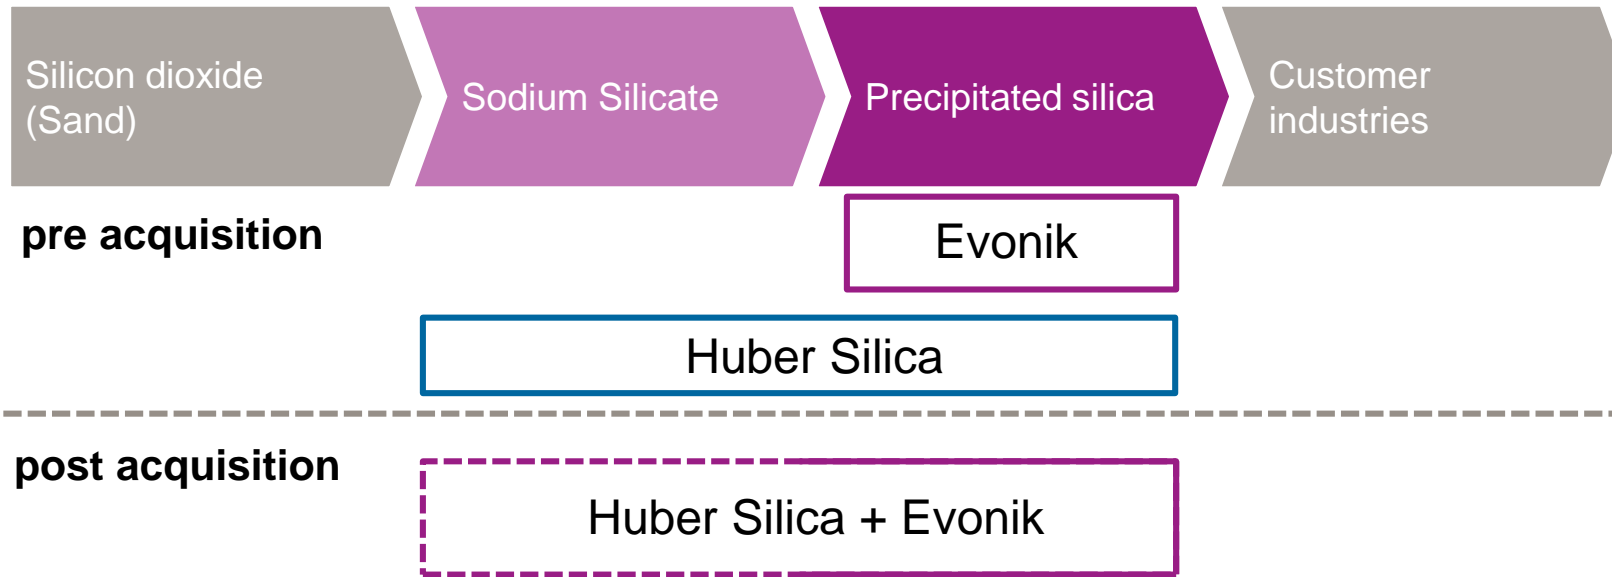 Silicon dioxide
(Sand)
Sodium Silicate
Precipitated silica
Customer
industries
pre acquisition
Evonik
Huber Silica
post acquisition
Huber Silica + Evonik